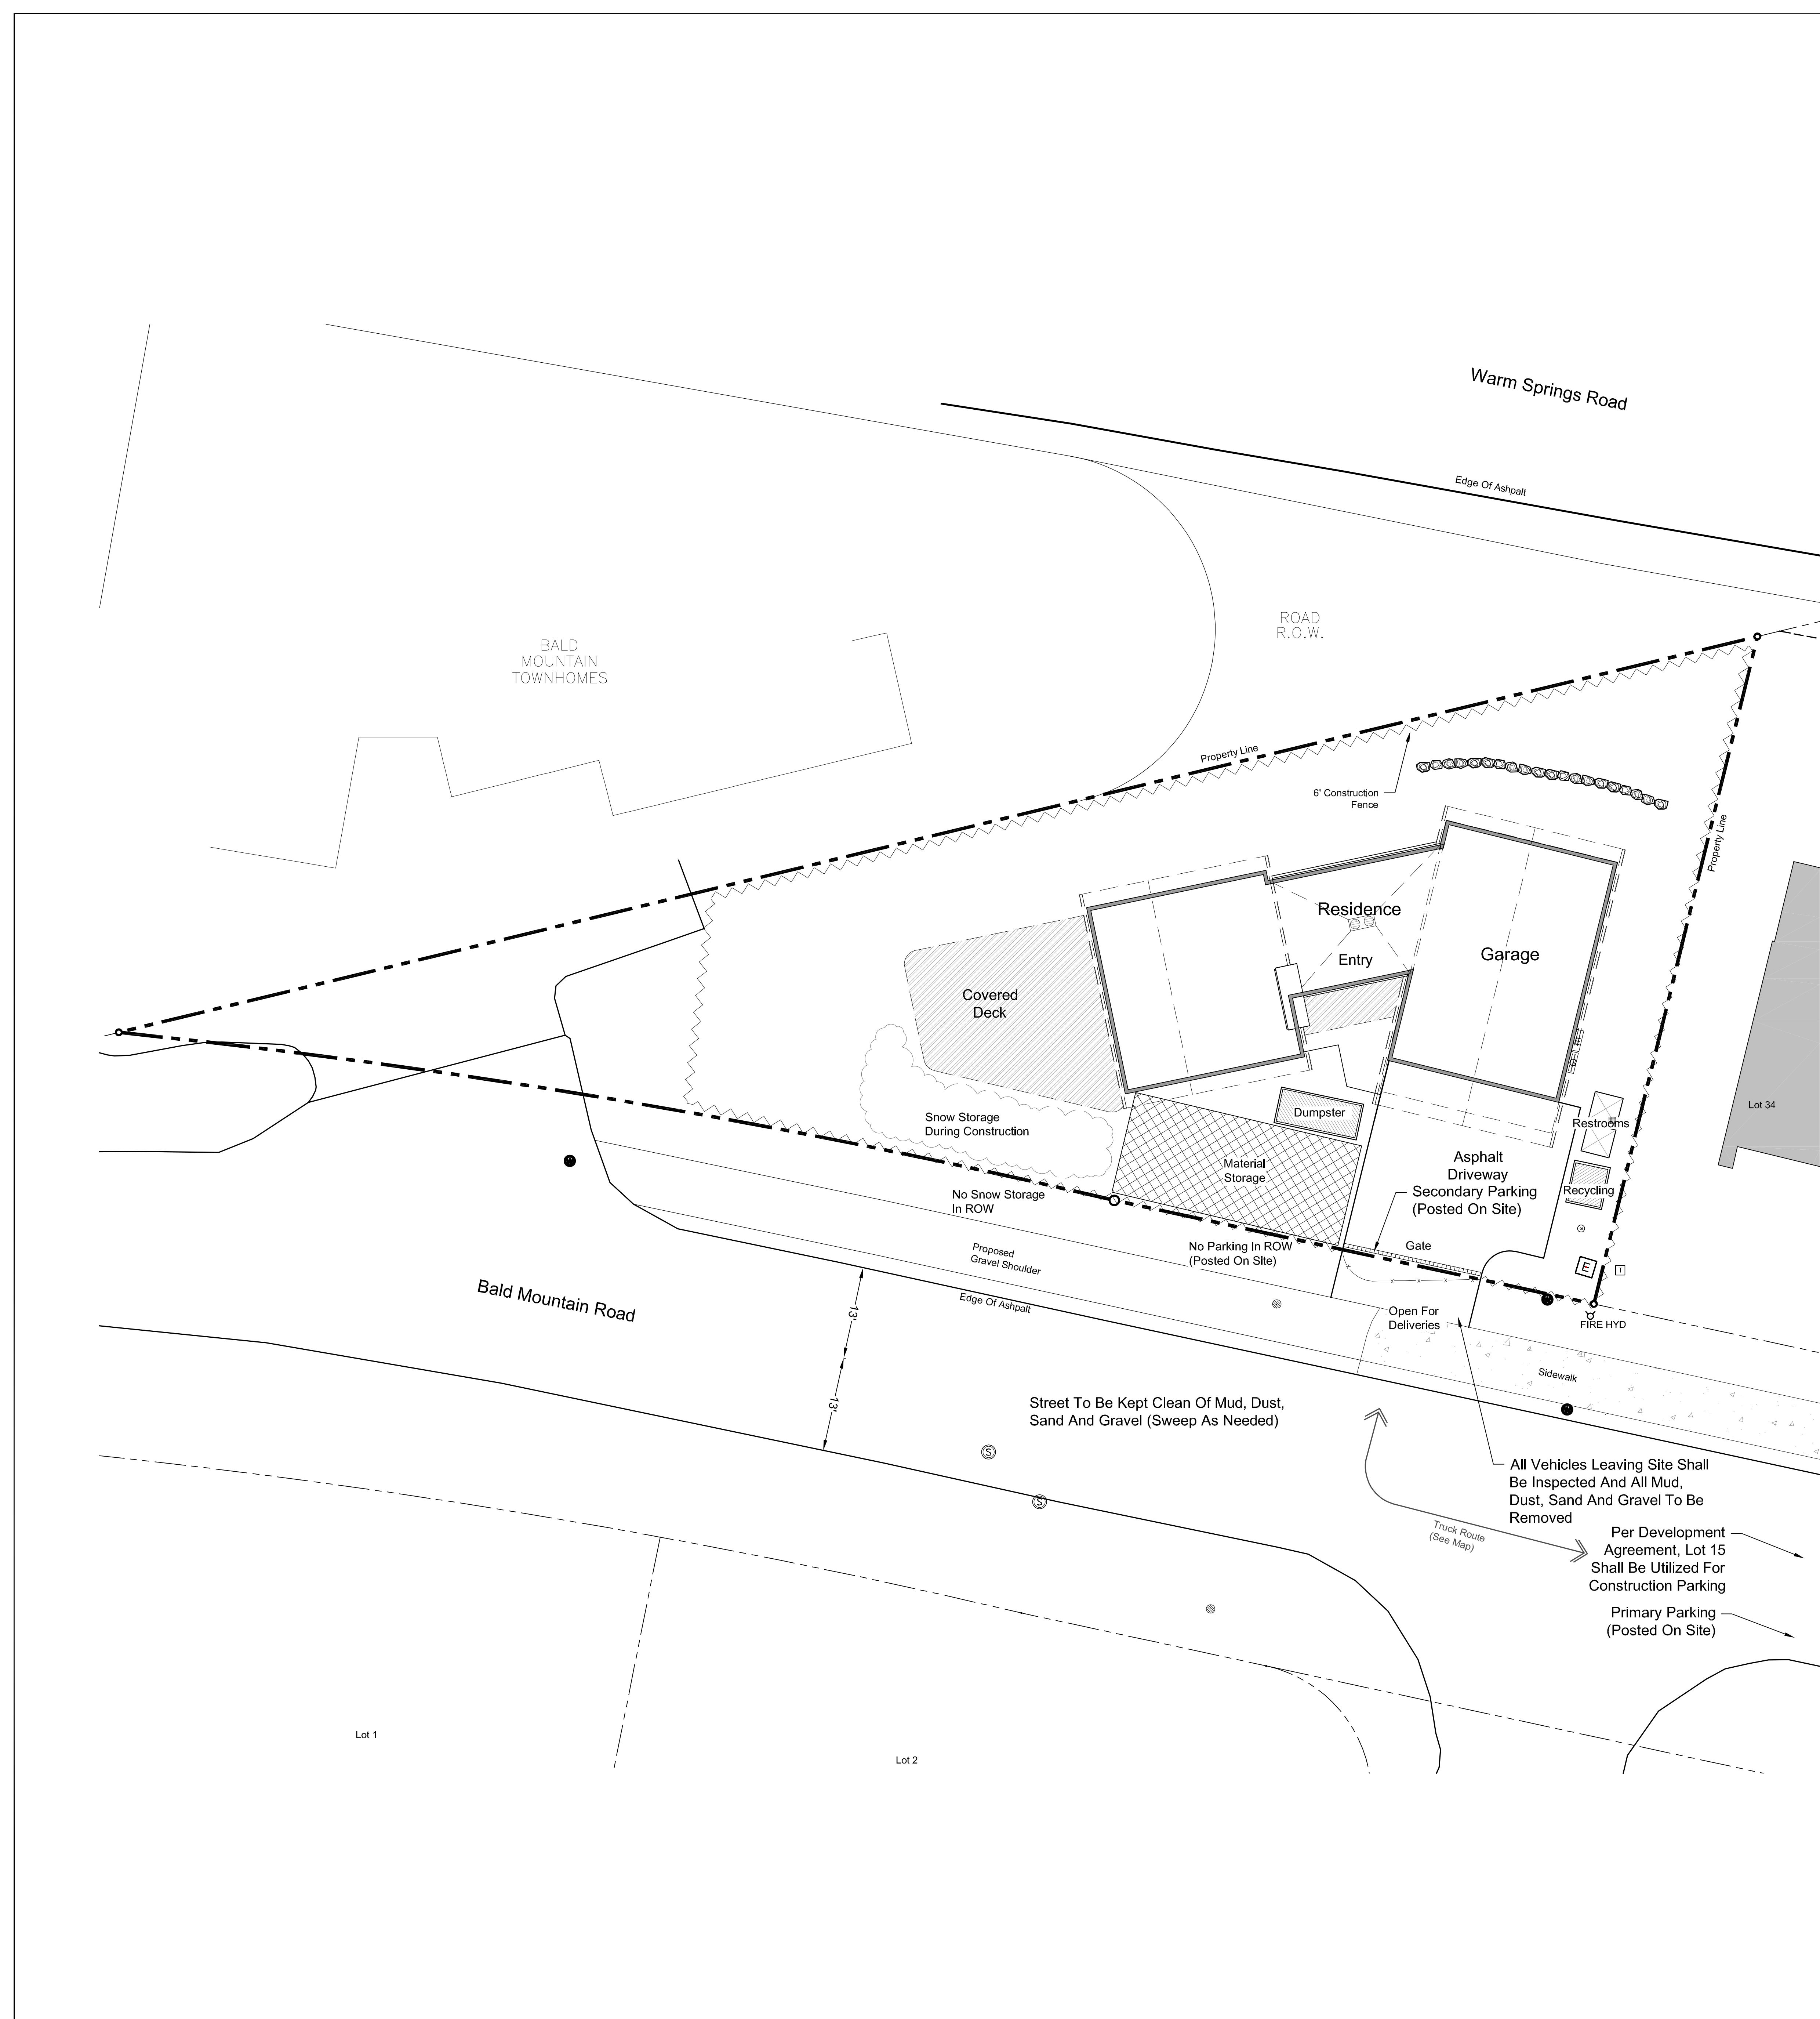 Warm Springs Road
Edge Of Ashpalt
ROAD
R.O.W.
BALD
MOUNTAIN
TOWNHOMES
Property Line
6' Construction
Fence
Property Line
Residence
Garage
Entry
Covered
Deck
Lot 34
Dumpster
Snow Storage
During Construction
Restrooms
Material
Storage
Asphalt
Driveway
Secondary Parking
(Posted On Site)
Recycling
No Snow Storage
In ROW
No Parking In ROW
(Posted On Site)
Gate
E
T
Proposed
Gravel Shoulder
Bald Mountain Road
Edge Of Ashpalt
13'
13'
Open For
Deliveries
FIRE HYD
Sidewalk
Street To Be Kept Clean Of Mud, Dust,
Sand And Gravel (Sweep As Needed)
S
S
All Vehicles Leaving Site Shall
Be Inspected And All Mud,
Dust, Sand And Gravel To Be
Removed
Truck Route
(See Map)
Per Development
Agreement, Lot 15
Shall Be Utilized For
Construction Parking
Primary Parking
(Posted On Site)
Lot 1
Lot 2